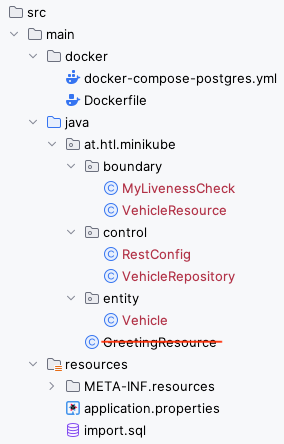 src
main
docker
docker-compose-postgres.yml
Dockerfile
java
at.htl.minikube
boundary
MyLivenessCheck
VehicleResource
control
RestConfig
VehicleRepository
entity
Vehicle
GreetingResource
resources
META-INF.resources
application.properties
import.sql